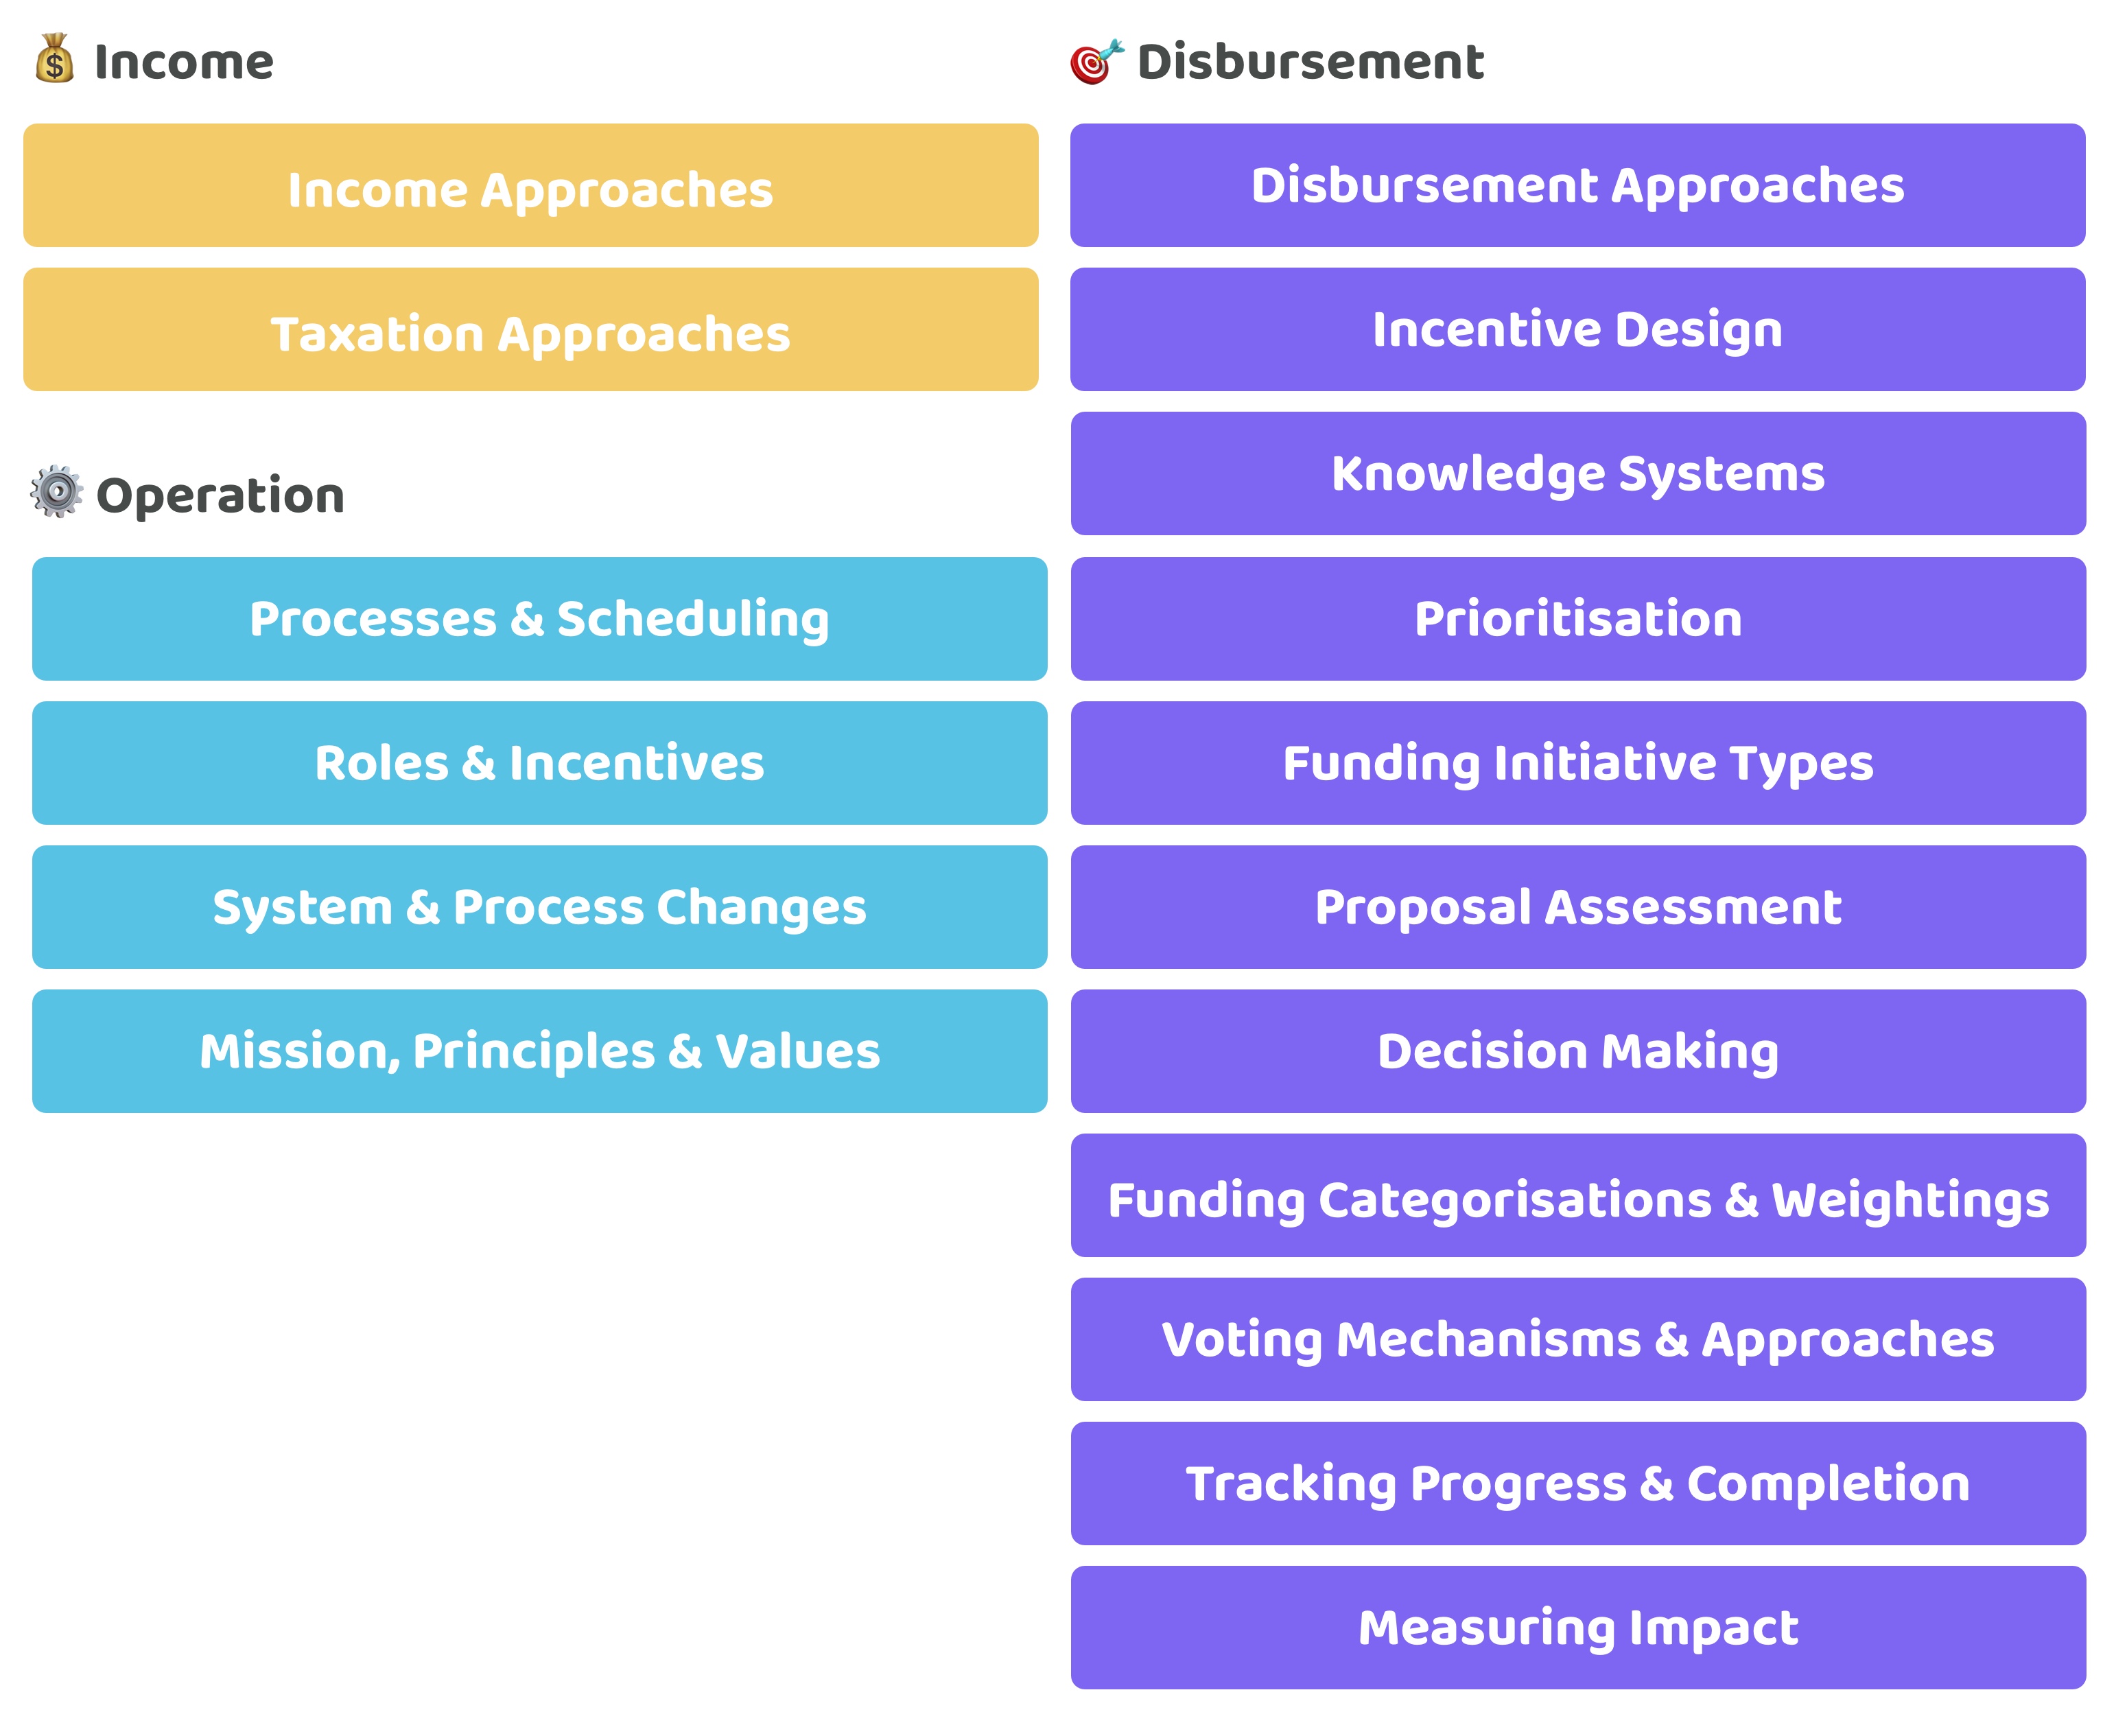 Income
Income Approaches
Taxation Approaches
Operation
Processes & Scheduling
Roles & Incentives
System & Process Changes
Mission, Principles & Values
Disbursement
Disbursement Approaches
Incentive Design
Knowledge Systems
Prioritisation
Funding Initiative Types
Proposal Assessment
Decision Making
Funding Categorisations & Weightings
Voting Mechanisms & Approaches
Tracking Progress & Completion
Measuring Impact